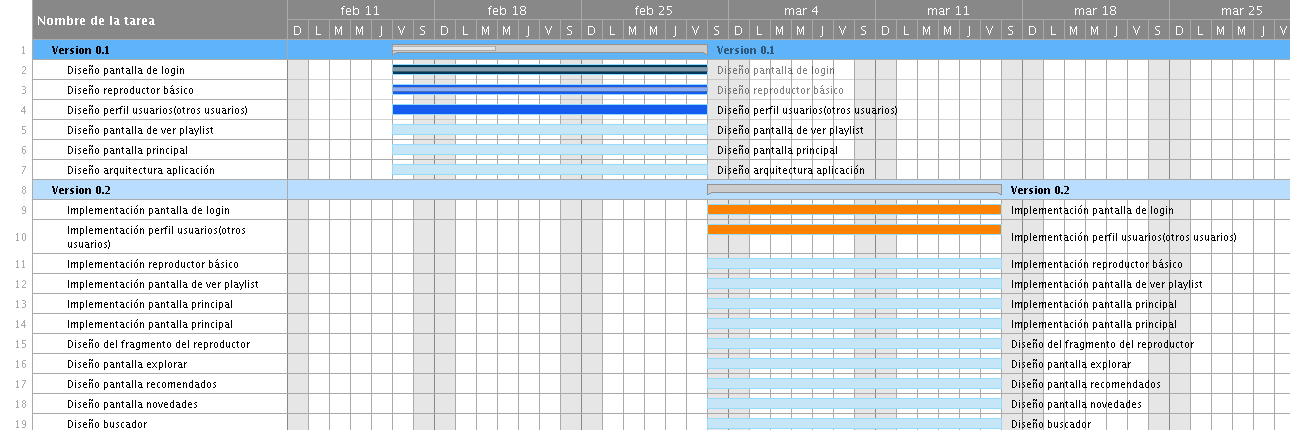 Nombre de la tarea
feb 11 feb 18 feb 25 mar 4 mar 11 mar 18 mar 25
D L M M J V S D L M M J V S D L M M J V S D L M M J V S D L M M J V S D L M M J V S D L M M J V
1 Version 0.1 Version 0.1
2 Diseño pantalla de login Diseño pantalla de login
3 Diseño reproductor básico Diseño reproductor básico
4 Diseño perfil usuarios(otros usuarios) Diseño perfil usuarios(otros usuarios)
5 Diseño pantalla de ver playlist Diseño pantalla de ver playlist
6 Diseño pantalla principal Diseño pantalla principal
7 Diseño arquitectura aplicación Diseño arquitectura aplicación
8 Version 0.2 Version 0.2
9 Implementación pantalla de login Implementación pantalla de login
10 Implementación perfil usuarios(otros
usuarios) Implementación perfil usuarios(otros usuarios)
11 Implementación reproductor básico Implementación reproductor básico
12 Implementación pantalla de ver playlist Implementación pantalla de ver playlist
13 Implementación pantalla principal Implementación pantalla principal
14 Implementación pantalla principal Implementación pantalla principal
15 Diseño del fragmento del reproductor Diseño del fragmento del reproductor
16 Diseño pantalla explorar Diseño pantalla explorar
17 Diseño pantalla recomendados Diseño pantalla recomendados
18 Diseño pantalla novedades Diseño pantalla novedades
19 Diseño buscador Diseño buscador